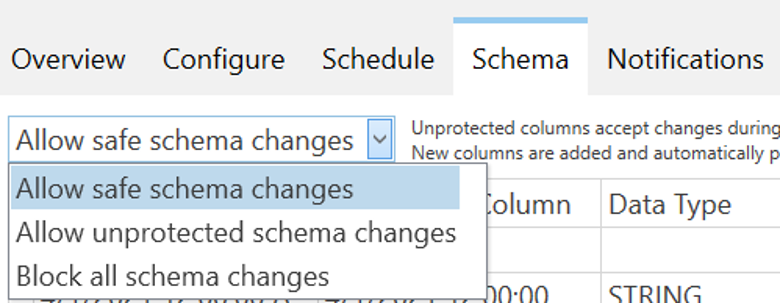 Overview Configure Schedule Schema Notifications
Allow safe schema changes
Unprotected columns accept changes during
New columns are added and automatically p
Allow safe schema changes
Column Data Type
Allow unprotected schema changes
Block all schema changes
00:00 STRING